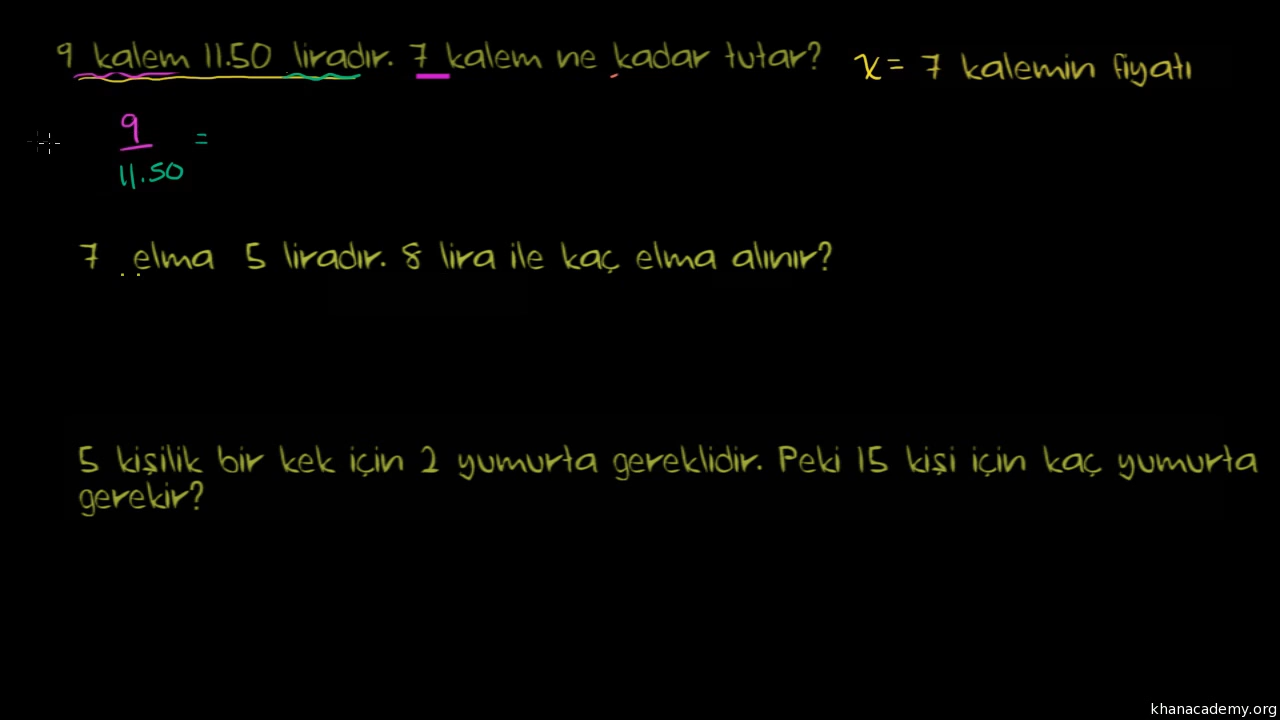 9 kalem 11.50 liradır. 7 kalem ne kadar tutar? x = 7 kalemin fiyatı
9
11.50 =
7 elma 5 liradır. 8 lira ile kaç elma alınır?
5 kişilik bir kek için 2 yumurta gereklidir. Peki 15 kişi için kaç yumurta
gerekir?
khanacademy.org